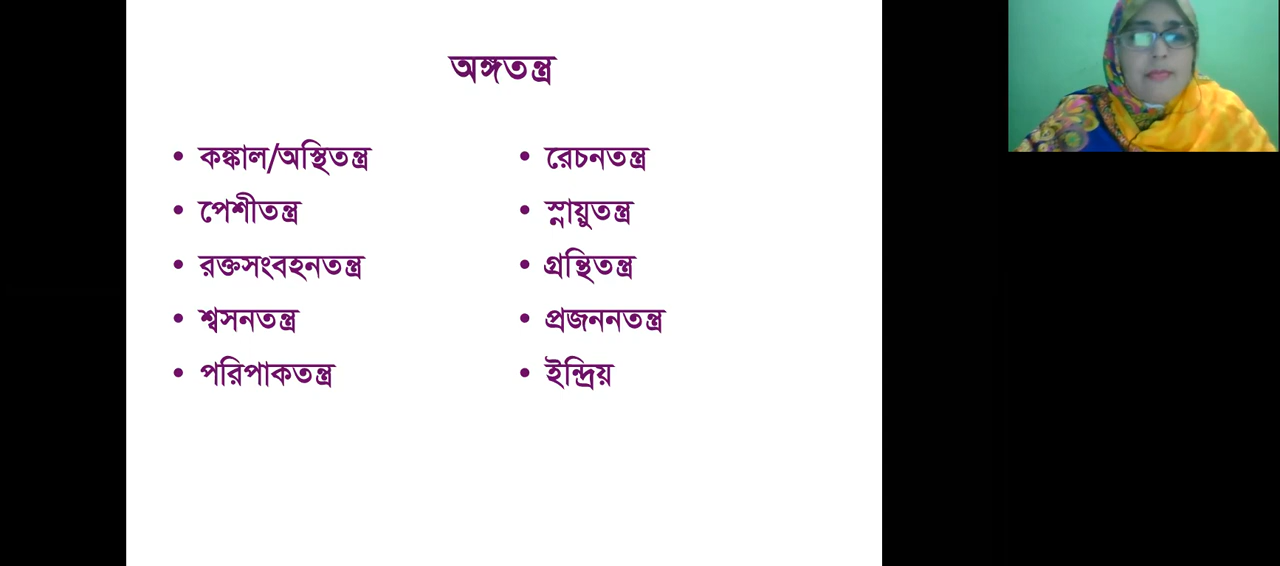 অঙ্গতন্ত্র
• কঙ্কাল/অস্থিতন্ত্র
• পেশীতন্ত্র
• রক্তসংবহনতন্ত্র
• শ্বসনতন্ত্র
• পরিপাকতন্ত্র
• রেচনতন্ত্র
• স্নায়ুতন্ত্র
• গ্রন্থিতন্ত্র
• প্রজননতন্ত্র
• ইন্দ্রিয়